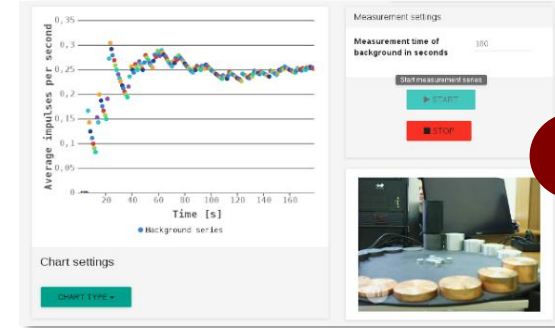 0,35
0,3
0,25
0,2
0,15
0,1
0,05
0
Average impulses per second
20 40 60 80 100 120 140 160
Time [s]
Background series
Chart settings
CHART TYPE
Measurement settings
Measurement time of
background in seconds
180
Start measurement series
START
STOP